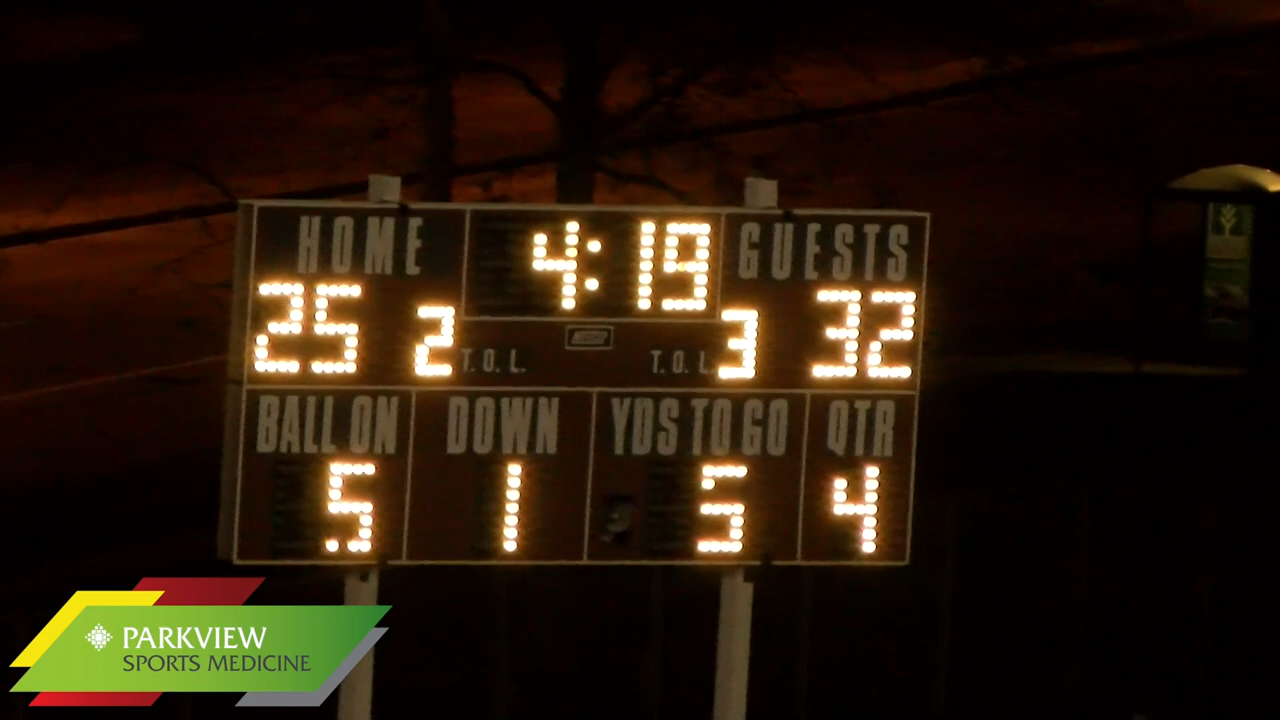 HOME 4:19 GUESTS
25 2 T.O.L. T.O.L. 3 32
BALL ON DOWN YDS TO GO QTR
5 1 5 4
PARKVIEW
SPORTS MEDICINE